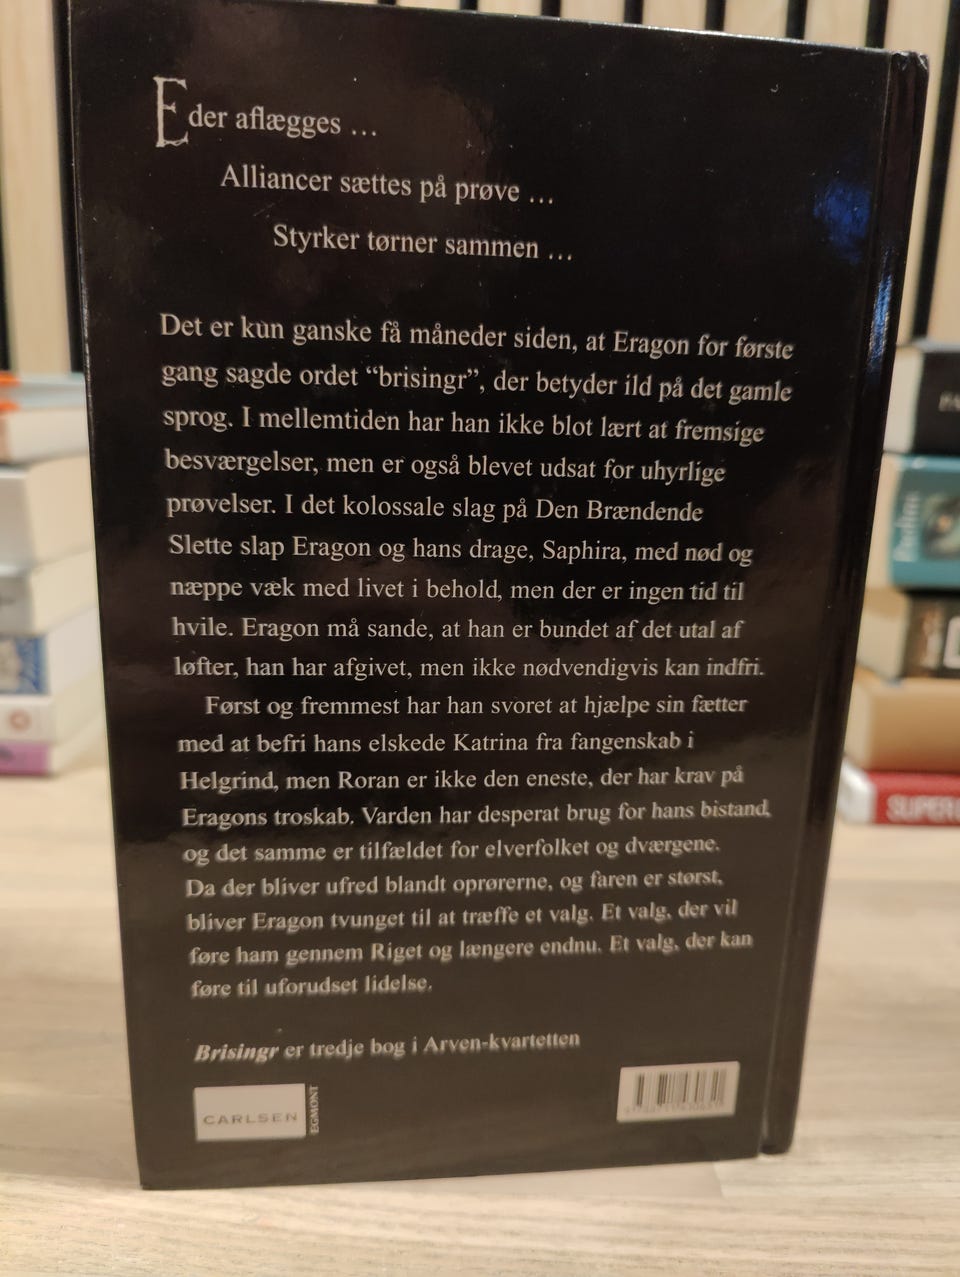 Eder aflægges ...
Alliancer sættes på prøve ...
Styrker tørner sammen ...
Det er kun ganske få måneder siden, at Eragon for første
gang sagde ordet “brisingr”, der betyder ild på det gamle
sprog. I mellemtiden har han ikke blot lært at fremsige
besværgelser, men er også blevet udsat for uhyrlige
prøvelser. I det kolossale slag på Den Brændende
Slette slap Eragon og hans drage, Saphira, med nød og
næppe væk med livet i behold, men der er ingen tid til
hvile. Eragon må sande, at han er bundet af det utal af
løfter, han har afgivet, men ikke nødvendigvis kan indfri.
Først og fremmest har han svoret at hjælpe sin fætter
med at befri hans elskede Katrina fra fangenskab i
Helgrind, men Roran er ikke den eneste, der har krav på
Eragons troskab. Varden har desperat brug for hans bistand,
og det samme er tilfældet for elverfolket og dværgene.
Da der bliver ufred blandt oprørerne, og faren er størst,
bliver Eragon tvunget til at træffe et valg. Et valg, der vil
føre ham gennem Riget og længere endnu. Et valg, der kan
føre til uforudset lidelse.
Brisingr er tredje bog i Arven-kvartetten
CARLSEN
EGMONT
SUPER